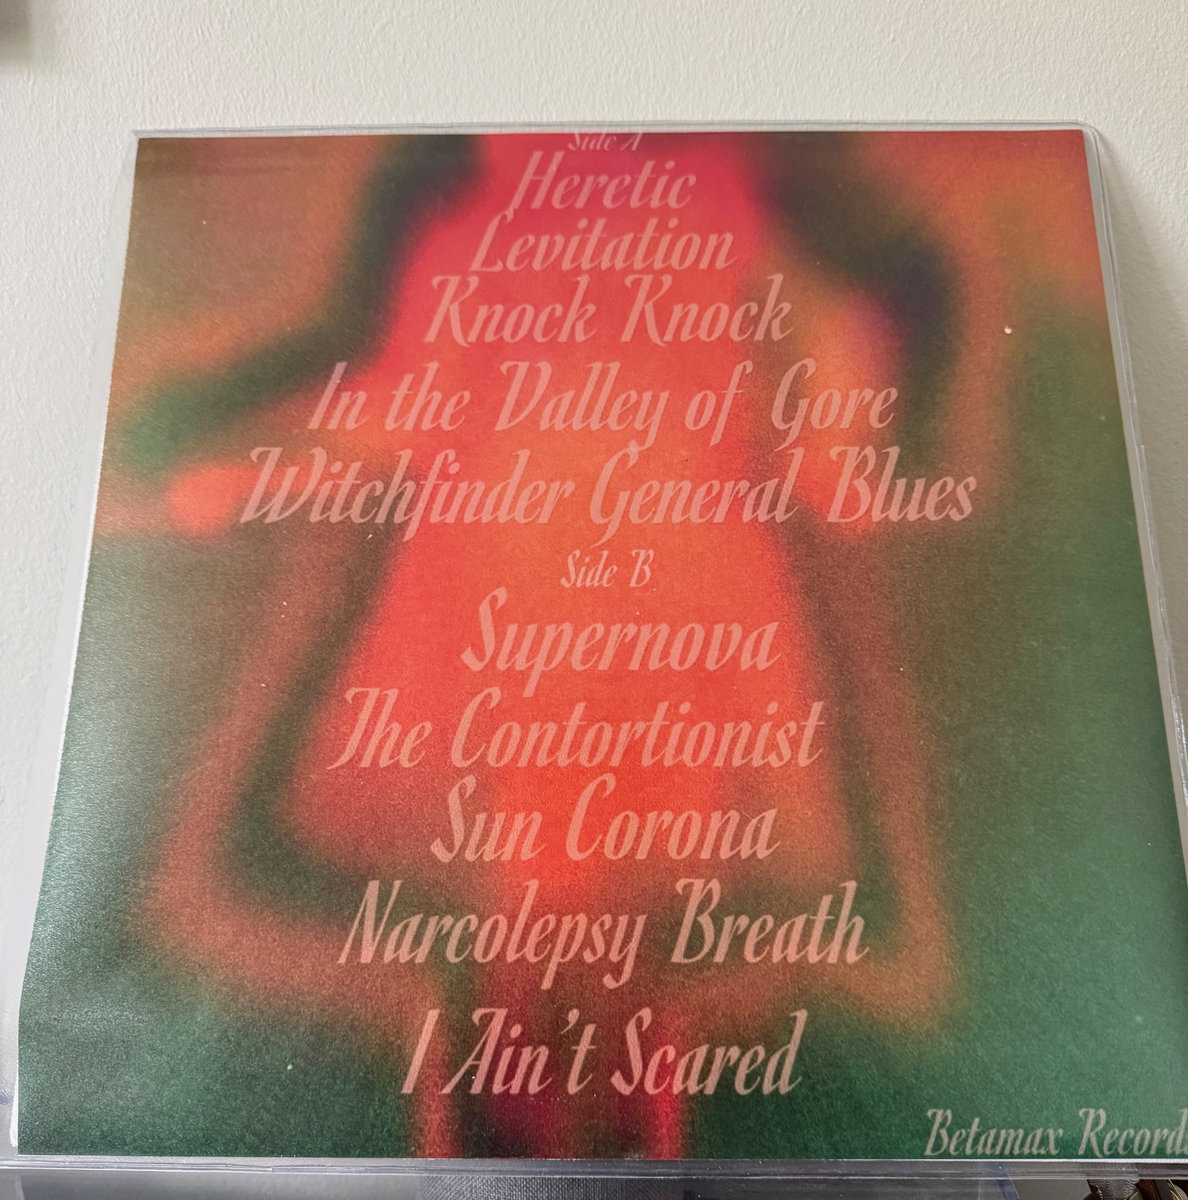 Side A
Heretic
Levitation
Knock Knock
In the Valley of Gore
Witchfinder General Blues
Side B
Supernova
The Contortionist
Sun Corona
Narcolepsy Breath
I Ain't Scared
Betamax Records